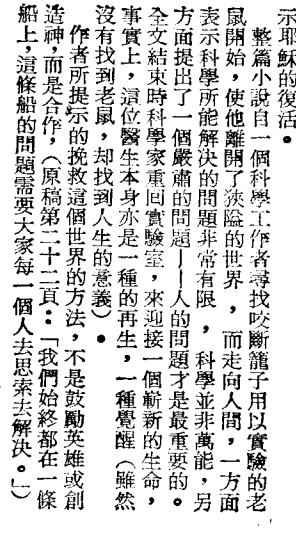 示耶穌的復活。
整篇小說自一個科學工作者尋找咬斷籠子用以實驗的老
鼠開始，使他離開了狹隘的世界，而走向人間，一方面
表示科學所能解決的問題非常有限，科學並非萬能，另
方面提出了一個嚴肅的問題——人的問題才是最重要的。
全文結束時科學家重回實驗室，來迎接一個嶄新的生命，
事實上，這位醫生本身亦是一種的再生，一種覺醒（雖然
沒有找到老鼠，却找到人生的意義）。
作者所提示的挽救這個世界的方法，不是鼓勵英雄或創
造神，而是合作，（原稿第二十二頁：「我們始終都在一條
船上，這條船的問題需要大家每一個人去思索去解決。」）